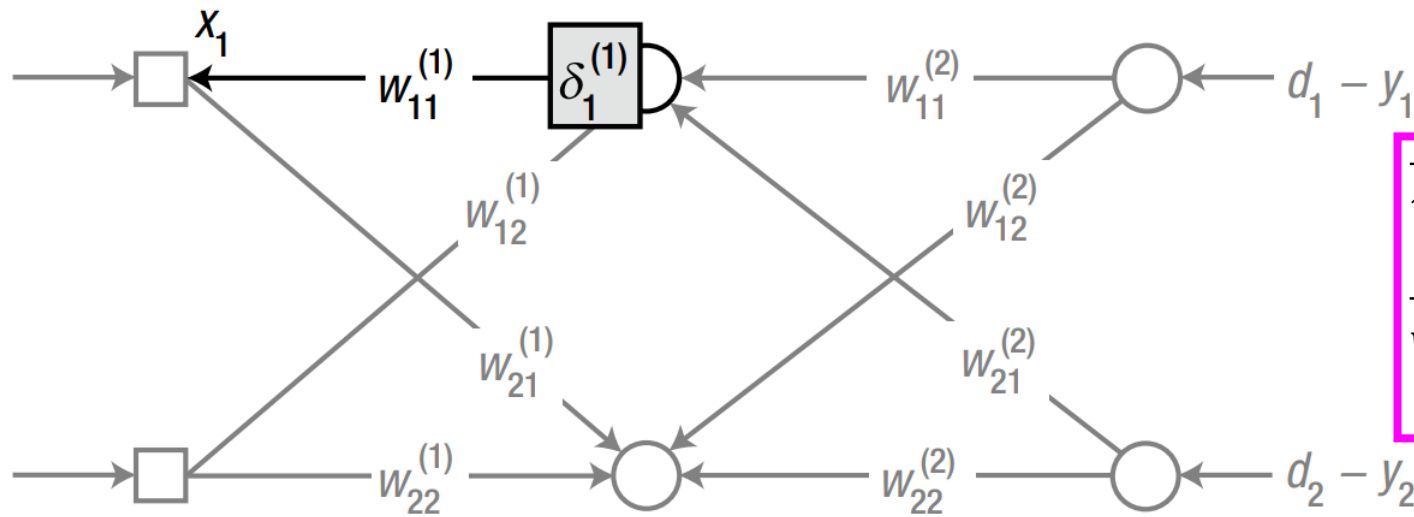 x₁
w₁₁⁽¹⁾
δ₁⁽¹⁾
w₁₁⁽²⁾
d₁ − y₁
w₁₂⁽¹⁾
w₁₂⁽²⁾
w₂₁⁽¹⁾
w₂₁⁽²⁾
w₂₂⁽¹⁾
w₂₂⁽²⁾
d₂ − y₂